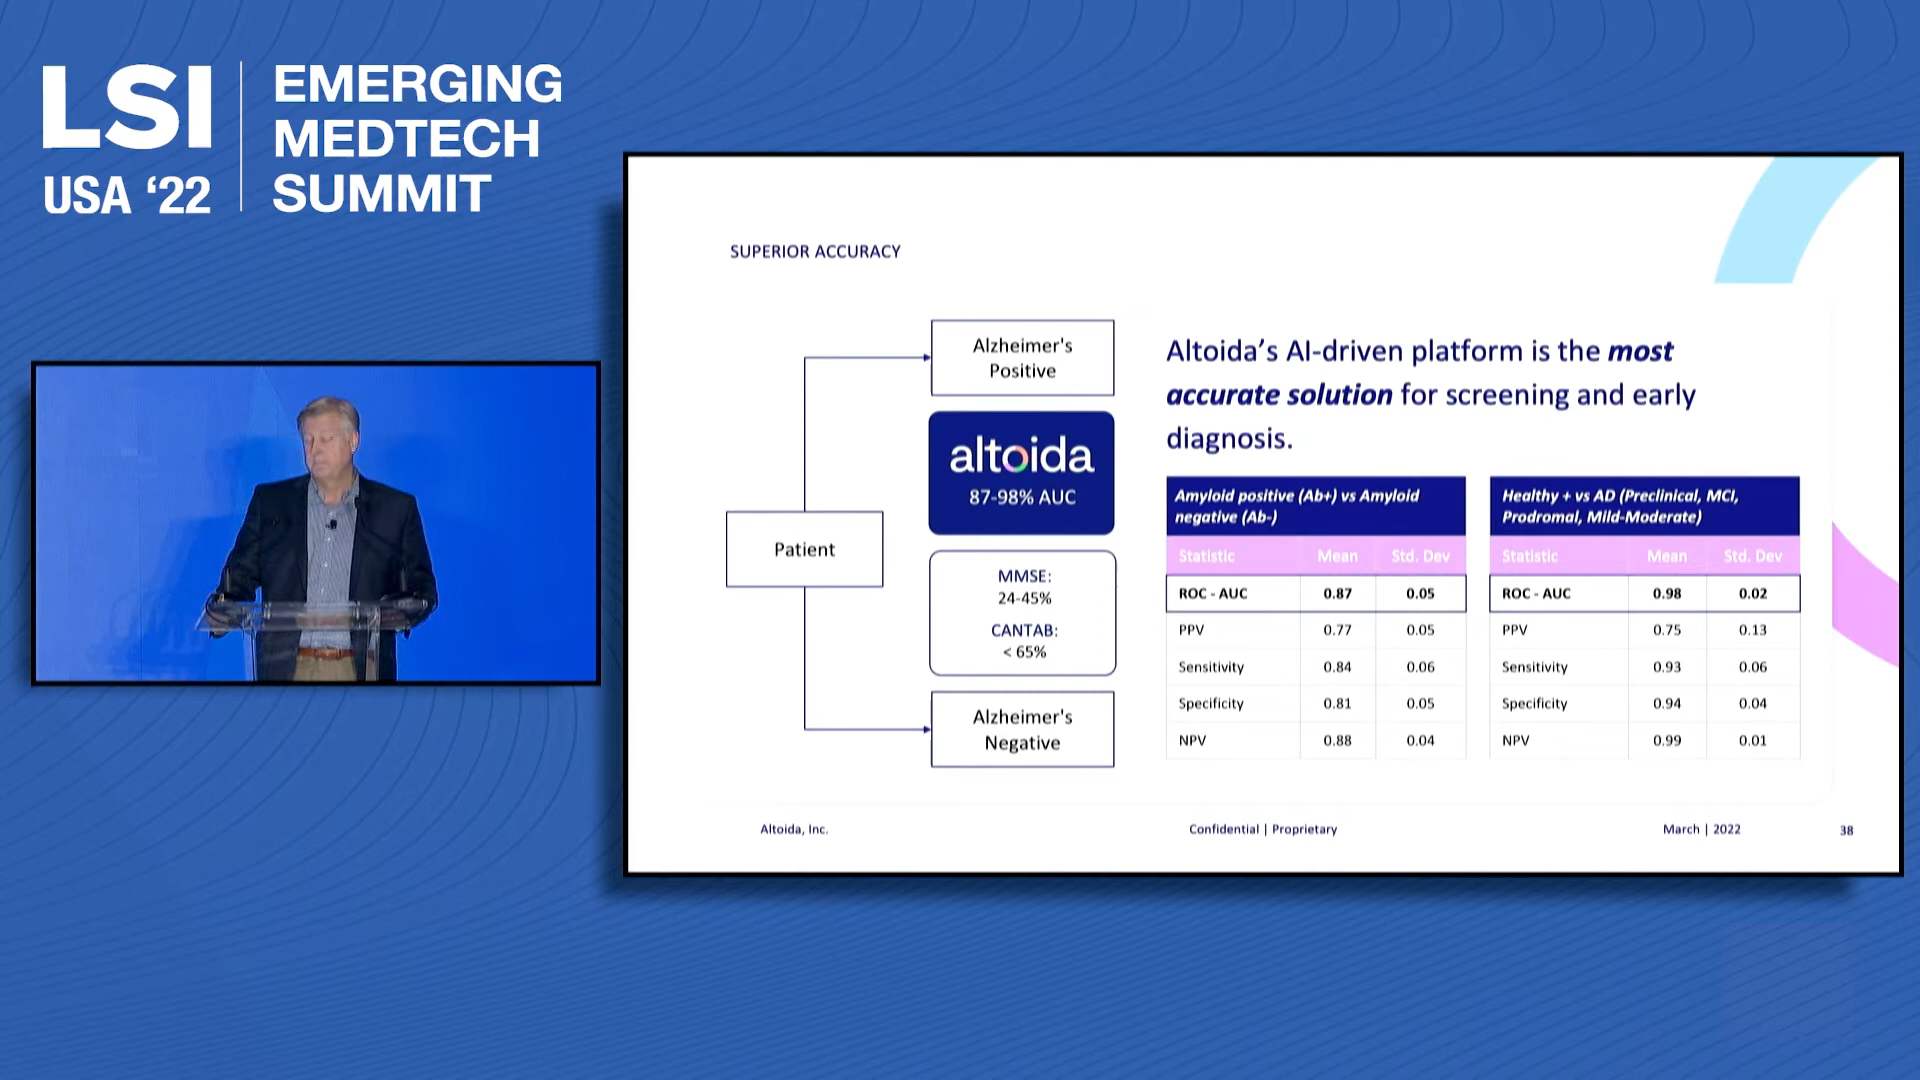 LSI
USA ‘22
EMERGING
MEDTECH
SUMMIT
SUPERIOR ACCURACY
Patient
Alzheimer's
Positive
altoida
87-98% AUC
MMSE:
24-45%
CANTAB:
< 65%
Alzheimer's
Negative
Altoida’s AI-driven platform is the most
accurate solution for screening and early
diagnosis.
Amyloid positive (Ab+) vs Amyloid
negative (Ab-)
Statistic Mean Std. Dev
ROC - AUC 0.87 0.05
PPV 0.77 0.05
Sensitivity 0.84 0.06
Specificity 0.81 0.05
NPV 0.88 0.04
Healthy + vs AD (Preclinical, MCI,
Prodromal, Mild-Moderate)
Statistic Mean Std. Dev
ROC - AUC 0.98 0.02
PPV 0.75 0.13
Sensitivity 0.93 0.06
Specificity 0.94 0.04
NPV 0.99 0.01
Altoida, Inc.
Confidential | Proprietary
March | 2022
38